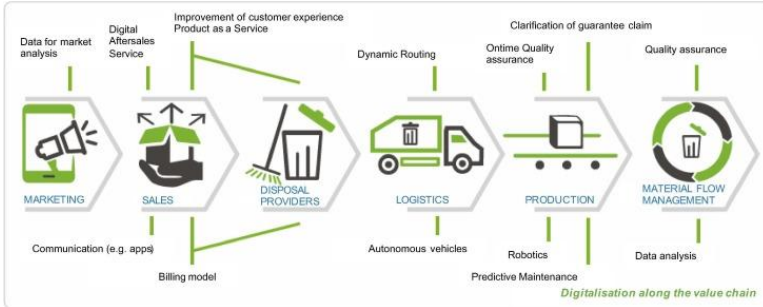 Improvement of customer experience
Product as a Service
Clarification of guarantee claim
Data for market
analysis
Digital
Aftersales
Service
Dynamic Routing
Ontime Quality
assurance
Quality assurance
MARKETING
SALES
DISPOSAL
PROVIDERS
LOGISTICS
PRODUCTION
MATERIAL FLOW
MANAGEMENT
Communication (e.g. apps)
Billing model
Autonomous vehicles
Robotics
Predictive Maintenance
Data analysis
Digitalisation along the value chain